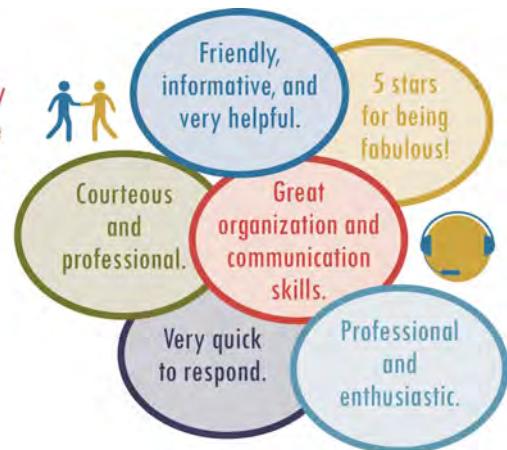 Friendly,
informative, and
very helpful.
5 stars
for being
fabulous!
Courteous
and
professional.
Great
organization and
communication
skills.
Very quick
to respond.
Professional
and
enthusiastic.